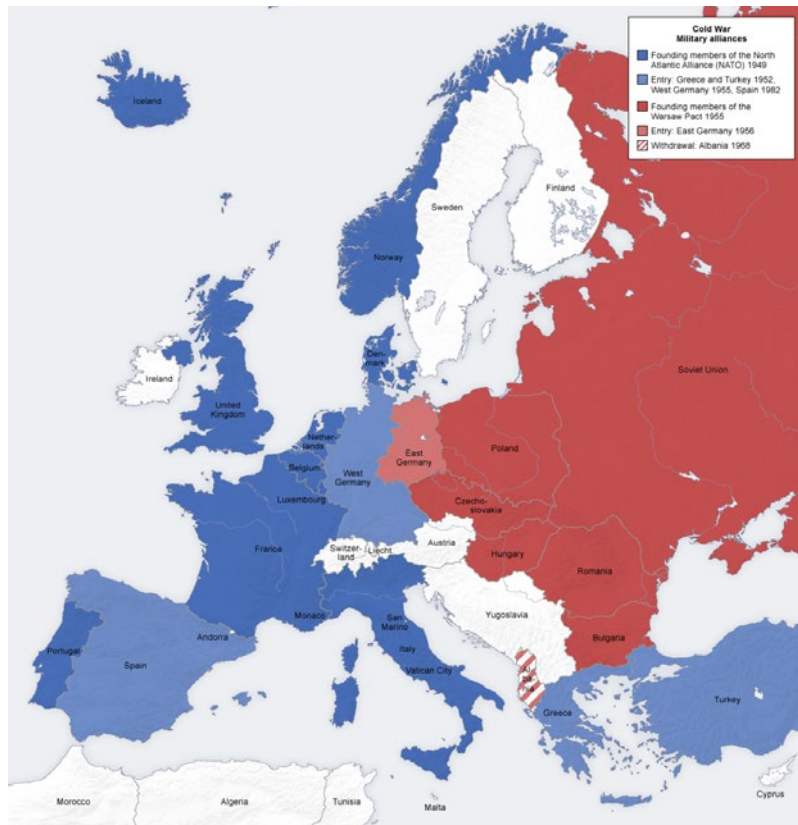 Cold War
Military alliances
Founding members of the North
Atlantic Alliance (NATO) 1949
Entry: Greece and Turkey 1952,
West Germany 1955, Spain 1982
Founding members of the
Warsaw Pact 1955
Entry: East Germany 1956
Withdrawal: Albania 1968
Iceland
Finland
Sweden
Norway
Den-
mark
Ireland
United
Kingdom
Soviet Union
Nether-
lands
Belgium
Luxembourg
West
Germany
East
Germany
Poland
Czecho-
slovakia
France
Switzer-
land
Liecht.
Austria
Hungary
Romania
Monaco
San
Marino
Yugoslavia
Bulgaria
Andorra
Portugal
Spain
Italy
Vatican City
Al
ba-
nia
Greece
Turkey
Morocco
Algeria
Tunisia
Malta
Cyprus